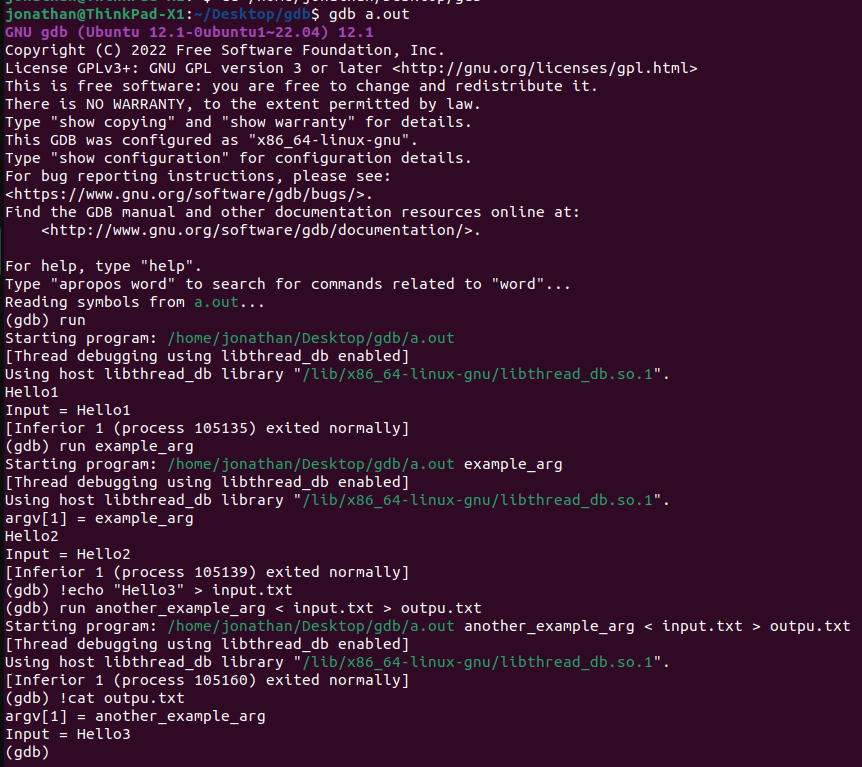 jonathan@ThinkPad-X1:~/Desktop/gdb$ gdb a.out
GNU gdb (Ubuntu 12.1-0ubuntu1~22.04) 12.1
Copyright (C) 2022 Free Software Foundation, Inc.
License GPLv3+: GNU GPL version 3 or later <http://gnu.org/licenses/gpl.html>
This is free software: you are free to change and redistribute it.
There is NO WARRANTY, to the extent permitted by law.
Type "show copying" and "show warranty" for details.
This GDB was configured as "x86_64-linux-gnu".
Type "show configuration" for configuration details.
For bug reporting instructions, please see:
<https://www.gnu.org/software/gdb/bugs/>.
Find the GDB manual and other documentation resources online at:
    <http://www.gnu.org/software/gdb/documentation/>.

For help, type "help".
Type "apropos word" to search for commands related to "word"...
Reading symbols from a.out...
(gdb) run
Starting program: /home/jonathan/Desktop/gdb/a.out
[Thread debugging using libthread_db enabled]
Using host libthread_db library "/lib/x86_64-linux-gnu/libthread_db.so.1".
Hello1
Input = Hello1
[Inferior 1 (process 105135) exited normally]
(gdb) run example_arg
Starting program: /home/jonathan/Desktop/gdb/a.out example_arg
[Thread debugging using libthread_db enabled]
Using host libthread_db library "/lib/x86_64-linux-gnu/libthread_db.so.1".
argv[1] = example_arg
Hello2
Input = Hello2
[Inferior 1 (process 105139) exited normally]
(gdb) !echo "Hello3" > input.txt
(gdb) run another_example_arg < input.txt > outpu.txt
Starting program: /home/jonathan/Desktop/gdb/a.out another_example_arg < input.txt > outpu.txt
[Thread debugging using libthread_db enabled]
Using host libthread_db library "/lib/x86_64-linux-gnu/libthread_db.so.1".
[Inferior 1 (process 105160) exited normally]
(gdb) !cat outpu.txt
argv[1] = another_example_arg
Input = Hello3
(gdb)